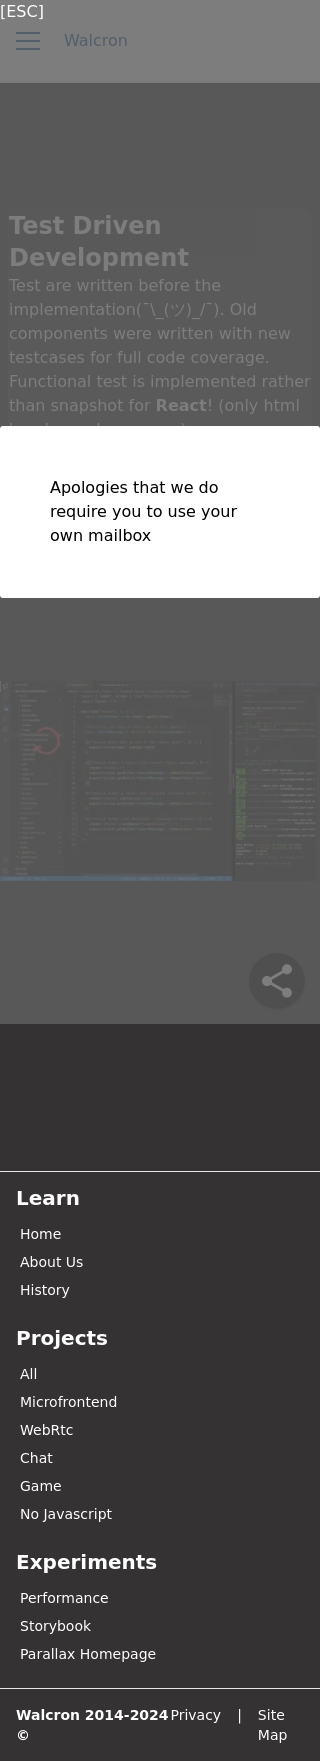 [ESC]
Walcron
Test Driven
Development
Test are written before the
implementation(¯\_(ツ)_/¯). Old
components were written with new
testcases for full code coverage.
Functional test is implemented rather
than snapshot for React! (only html
Apologies that we do
require you to use your
own mailbox
Learn
Home
About Us
History
Projects
All
Microfrontend
WebRtc
Chat
Game
No Javascript
Experiments
Performance
Storybook
Parallax Homepage
Walcron 2014-2024 Privacy | Site
© Map